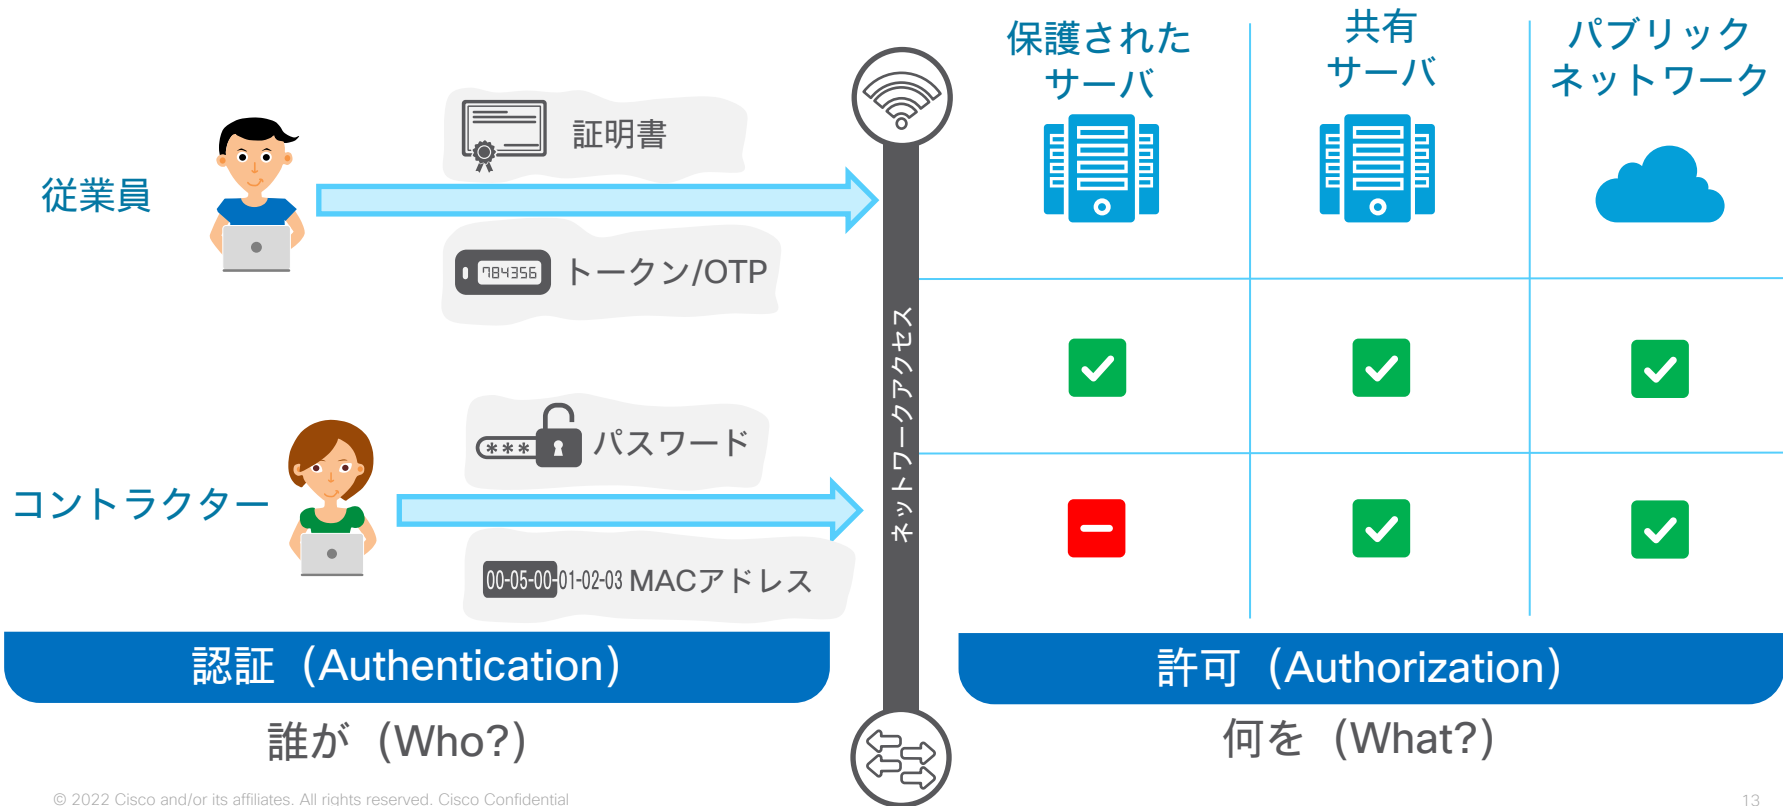 保護された
サーバ
共有
サーバ
パブリック
ネットワーク
証明書
従業員
784356
トークン/OTP
ネットワークアクセス
***
パスワード
コントラクター
00-05-00-01-02-03 MACアドレス
認証（Authentication）
許可（Authorization）
誰が（Who?）
何を（What?）
© 2022 Cisco and/or its affiliates. All rights reserved. Cisco Confidential
13